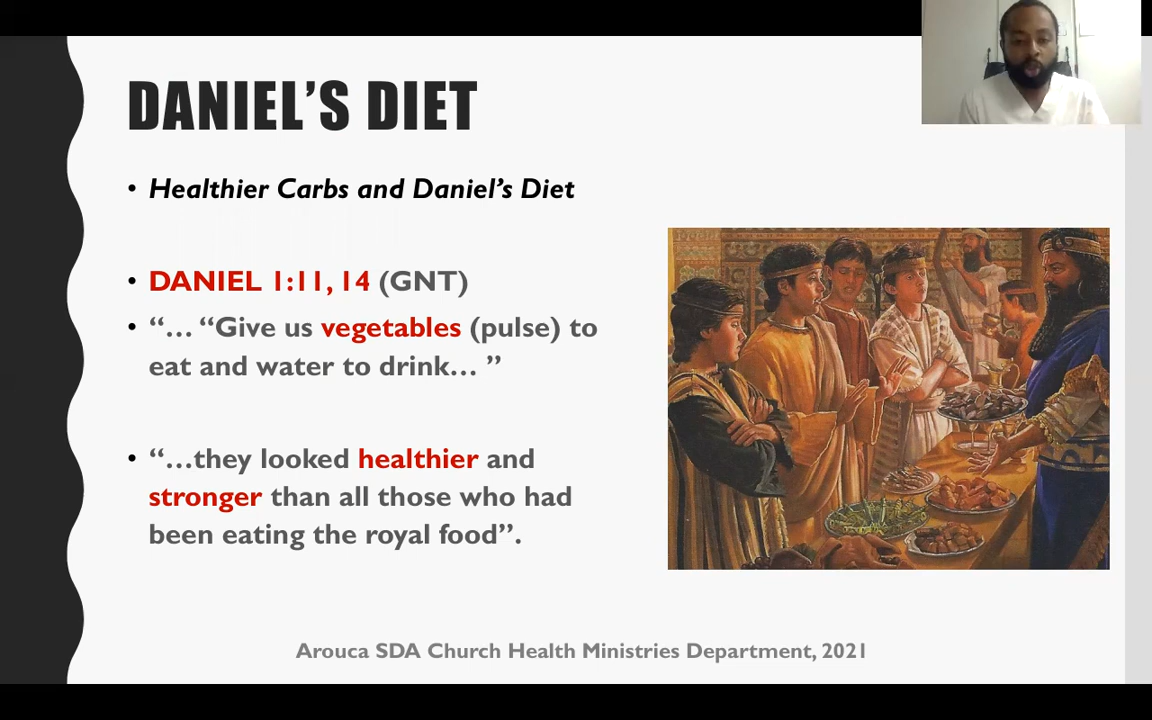 DANIEL’S DIET
• Healthier Carbs and Daniel’s Diet
• DANIEL 1:11, 14 (GNT)
• “… “Give us vegetables (pulse) to
eat and water to drink… ”
• “…they looked healthier and
stronger than all those who had
been eating the royal food”.
Arouca SDA Church Health Ministries Department, 2021